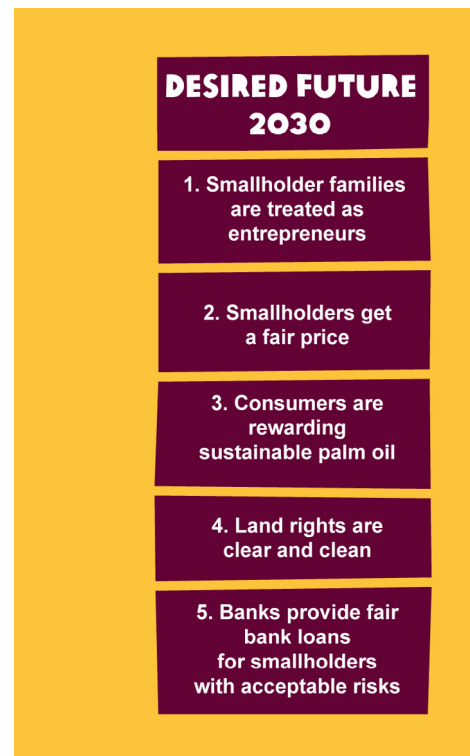 DESIRED FUTURE
2030
1. Smallholder families
are treated as
entrepreneurs
2. Smallholders get
a fair price
3. Consumers are
rewarding
sustainable palm oil
4. Land rights are
clear and clean
5. Banks provide fair
bank loans
for smallholders
with acceptable risks